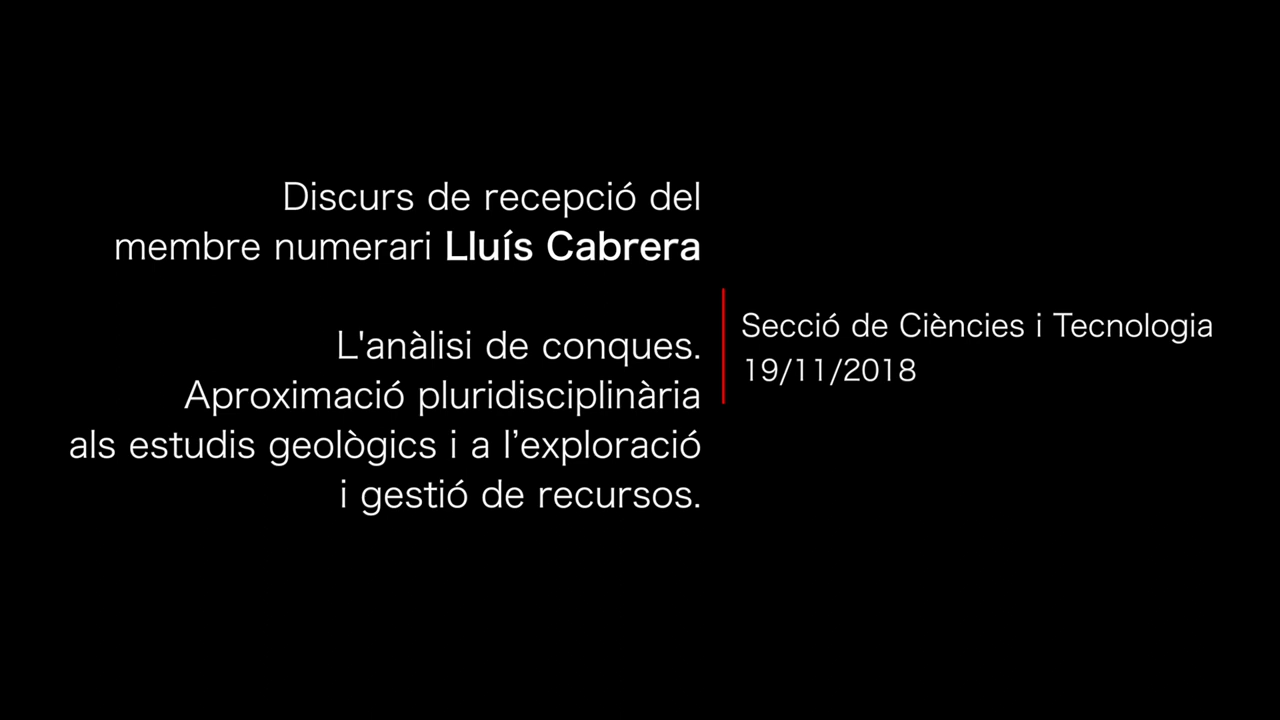 Discurs de recepció del
membre numerari Lluís Cabrera
L'anàlisi de conques.
Aproximació pluridisciplinària
als estudis geològics i a l’exploració
i gestió de recursos.
Secció de Ciències i Tecnologia
19/11/2018